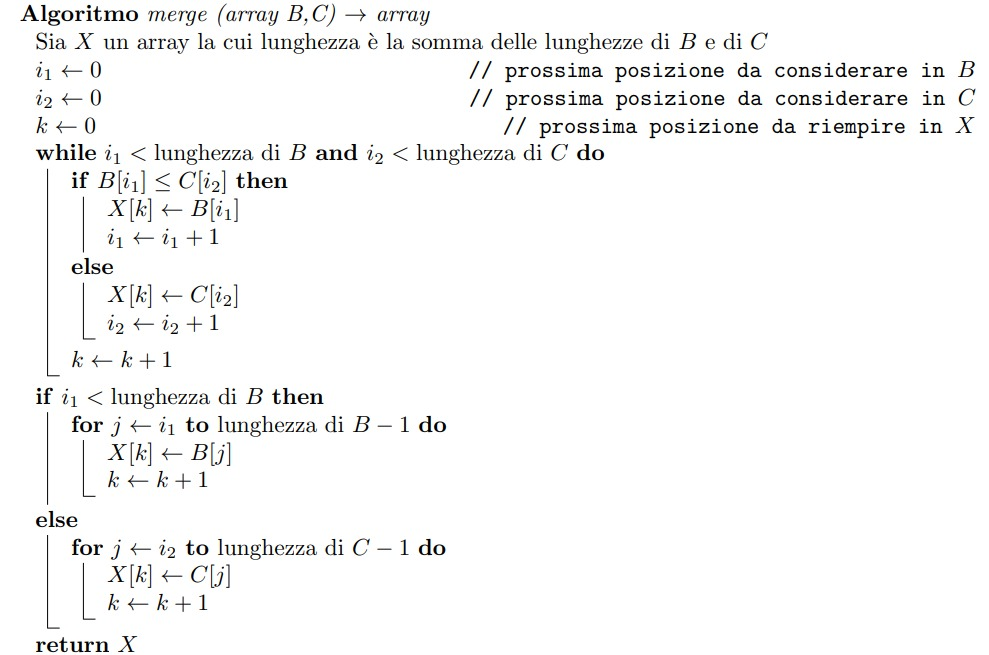 Algoritmo merge (array B,C) → array
Sia X un array la cui lunghezza è la somma delle lunghezze di B e di C
i₁ ← 0 // prossima posizione da considerare in B
i₂ ← 0 // prossima posizione da considerare in C
k ← 0 // prossima posizione da riempire in X
while i₁ < lunghezza di B and i₂ < lunghezza di C do
if B[i₁] ≤ C[i₂] then
X[k] ← B[i₁]
i₁ ← i₁ + 1
else
X[k] ← C[i₂]
i₂ ← i₂ + 1
k ← k + 1
if i₁ < lunghezza di B then
for j ← i₁ to lunghezza di B − 1 do
X[k] ← B[j]
k ← k + 1
else
for j ← i₂ to lunghezza di C − 1 do
X[k] ← C[j]
k ← k + 1
return X